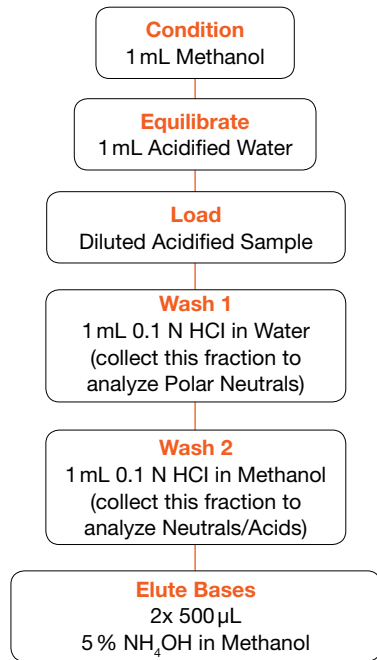 Condition
1 mL Methanol
Equilibrate
1 mL Acidified Water
Load
Diluted Acidified Sample
Wash 1
1 mL 0.1 N HCl in Water
(collect this fraction to
analyze Polar Neutrals)
Wash 2
1 mL 0.1 N HCl in Methanol
(collect this fraction to
analyze Neutrals/Acids)
Elute Bases
2x 500 µL
5 % NH₄OH in Methanol